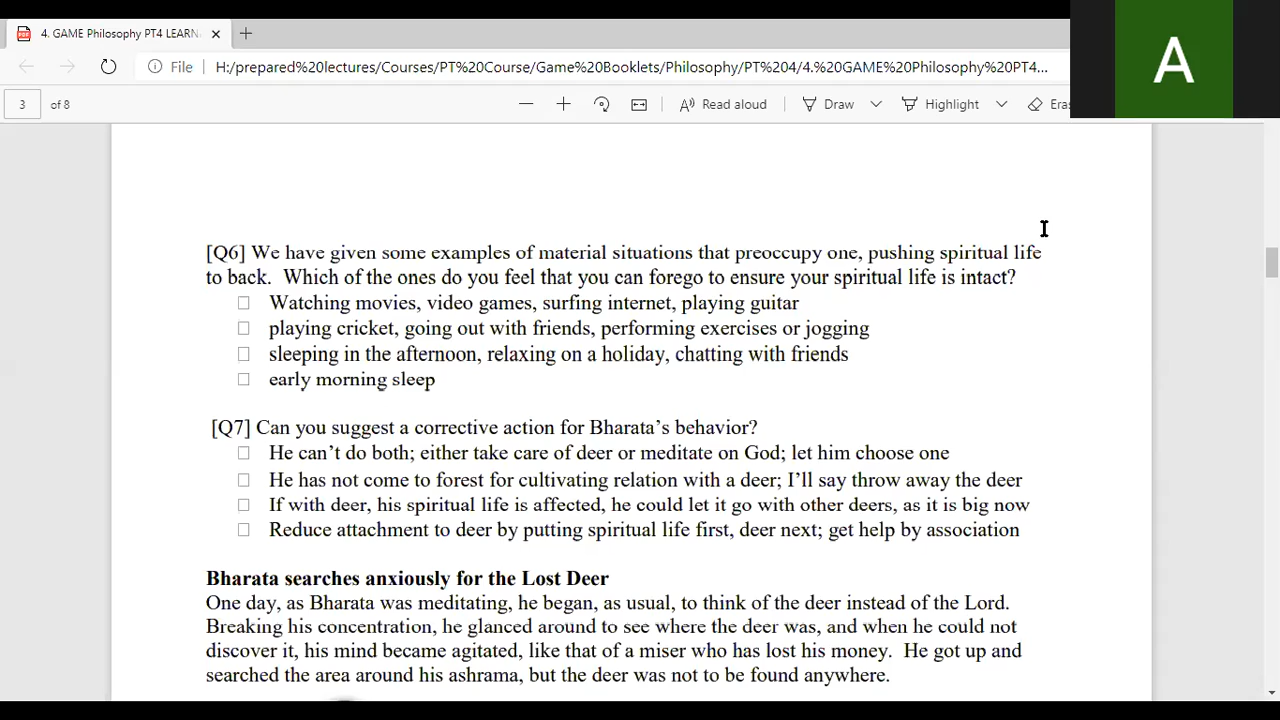 4. GAME Philosophy PT4 LEARN
A
File
H:/prepared%20lectures/Courses/PT%20Course/Game%20Booklets/Philosophy/PT%204/4.%20GAME%20Philosophy%20PT4...
3 of 8
Read aloud
Draw
Highlight
Era
[Q6] We have given some examples of material situations that preoccupy one, pushing spiritual life
to back. Which of the ones do you feel that you can forego to ensure your spiritual life is intact?
Watching movies, video games, surfing internet, playing guitar
playing cricket, going out with friends, performing exercises or jogging
sleeping in the afternoon, relaxing on a holiday, chatting with friends
early morning sleep
[Q7] Can you suggest a corrective action for Bharata’s behavior?
He can’t do both; either take care of deer or meditate on God; let him choose one
He has not come to forest for cultivating relation with a deer; I’ll say throw away the deer
If with deer, his spiritual life is affected, he could let it go with other deers, as it is big now
Reduce attachment to deer by putting spiritual life first, deer next; get help by association
Bharata searches anxiously for the Lost Deer
One day, as Bharata was meditating, he began, as usual, to think of the deer instead of the Lord.
Breaking his concentration, he glanced around to see where the deer was, and when he could not
discover it, his mind became agitated, like that of a miser who has lost his money. He got up and
searched the area around his ashrama, but the deer was not to be found anywhere.